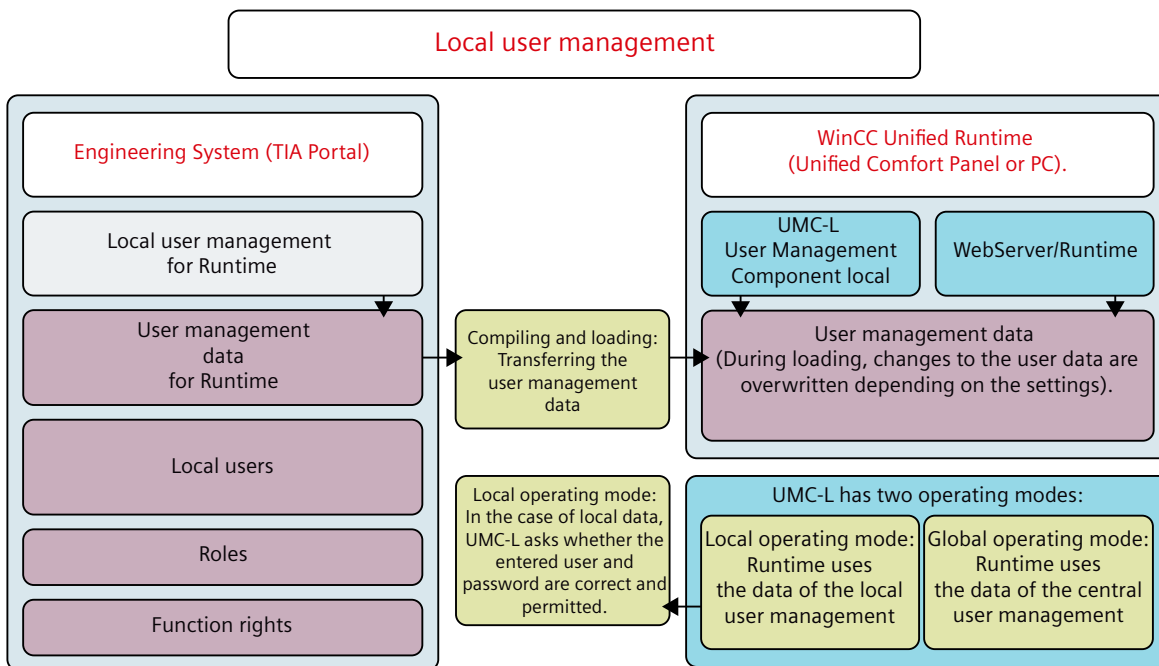 Local user management
Engineering System (TIA Portal)
Local user management
for Runtime
User management
data
for Runtime
Local users
Roles
Function rights
Compiling and loading:
Transferring the
user management
data
WinCC Unified Runtime
(Unified Comfort Panel or PC).
UMC-L
User Management
Component local
WebServer/Runtime
User management data
(During loading, changes to the user data are
overwritten depending on the settings).
Local operating mode:
In the case of local data,
UMC-L asks whether the
entered user and
password are correct and
permitted.
UMC-L has two operating modes:
Local operating mode:
Runtime uses
the data of the local
user management
Global operating mode:
Runtime uses
the data of the central
user management